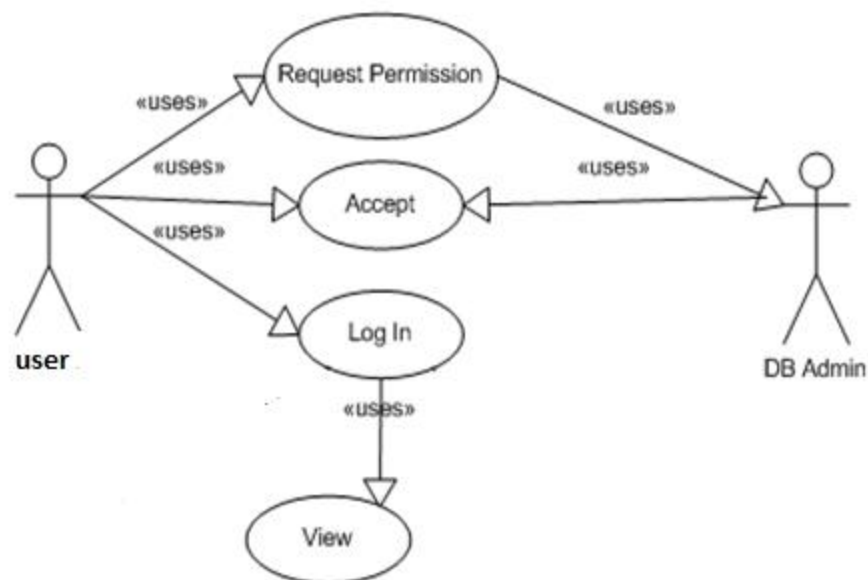 Request Permission
«uses»
«uses»
«uses»
«uses»
Accept
«uses»
Log In
user
DB Admin
«uses»
View